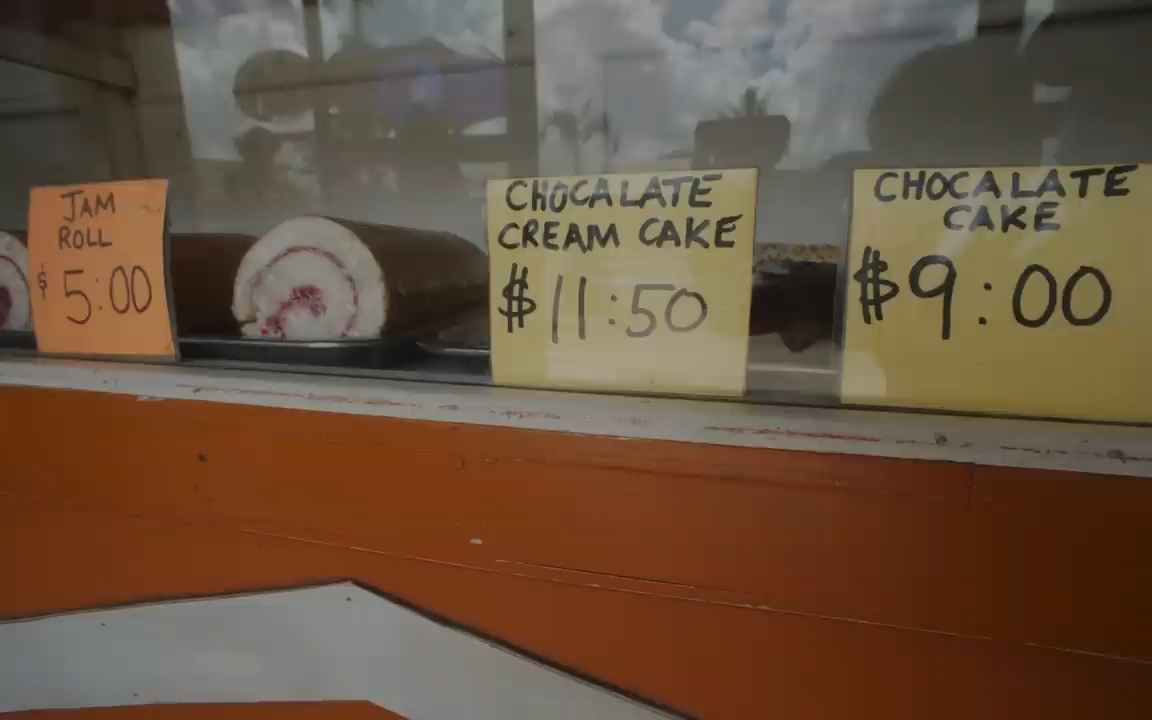 JAM
ROLL
$ 5:00
CHOCALATE
CREAM CAKE
$11:50
CHOCALATE
CAKE
$9:00